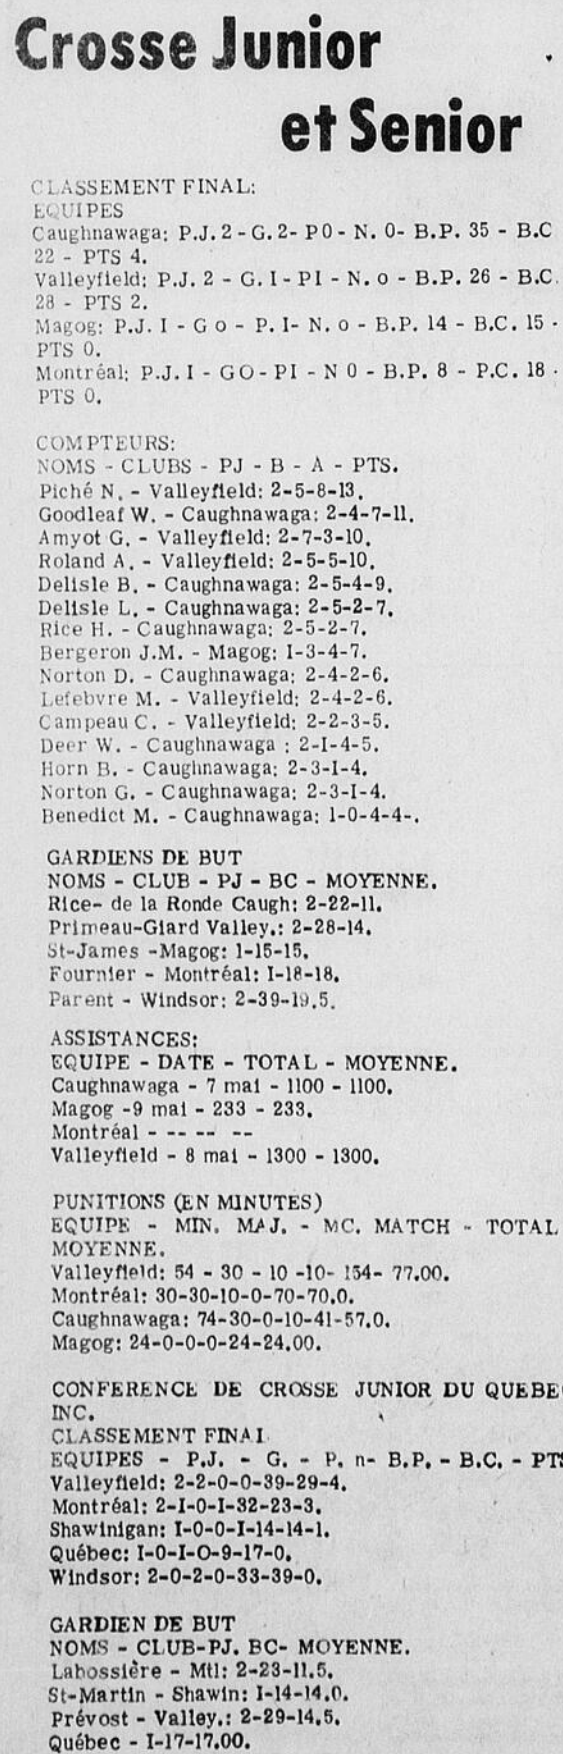 Crosse Junior
et Senior
CLASSEMENT FINAL:
EQUIPES
Caughnawaga: P.J. 2 - G. 2- P0 - N. 0- B.P. 35 - B.C
22 - PTS 4.
Valleyfield: P.J. 2 - G. I - PI - N. o - B.P. 26 - B.C.
28 - PTS 2.
Magog: P.J. I - G o - P. I- N. o - B.P. 14 - B.C. 15 -
PTS 0.
Montréal: P.J. I - GO - PI - N 0 - B.P. 8 - P.C. 18 -
PTS 0.
COMPTEURS:
NOMS - CLUBS - PJ - B - A - PTS.
Piché N. - Valleyfield: 2-5-8-13.
Goodleaf W. - Caughnawaga: 2-4-7-11.
Amyot G. - Valleyfield: 2-7-3-10.
Roland A. - Valleyfield: 2-5-5-10.
Delisle B. - Caughnawaga: 2-5-4-9.
Delisle L. - Caughnawaga: 2-5-2-7.
Rice H. - Caughnawaga: 2-5-2-7.
Bergeron J.M. - Magog: I-3-4-7.
Norton D. - Caughnawaga: 2-4-2-6.
Lefebvre M. - Valleyfield: 2-4-2-6.
Campeau C. - Valleyfield: 2-2-3-5.
Deer W. - Caughnawaga : 2-I-4-5.
Horn B. - Caughnawaga: 2-3-I-4.
Norton G. - Caughnawaga: 2-3-I-4.
Benedict M. - Caughnawaga: 1-0-4-4-.
GARDIENS DE BUT
NOMS - CLUB - PJ - BC - MOYENNE.
Rice- de la Ronde Caugh: 2-22-11.
Primeau-Giard Valley.: 2-28-14.
St-James -Magog: 1-15-15.
Fournier - Montréal: I-18-18.
Parent - Windsor: 2-39-19.5.
ASSISTANCES:
EQUIPE - DATE - TOTAL - MOYENNE.
Caughnawaga - 7 mai - 1100 - 1100.
Magog -9 mai - 233 - 233.
Montréal - -- -- --
Valleyfield - 8 mai - 1300 - 1300.
PUNITIONS (EN MINUTES)
EQUIPE - MIN. MAJ. - MC. MATCH - TOTAL
MOYENNE.
Valleyfield: 54 - 30 - 10 -10- 154- 77.00.
Montréal: 30-30-10-0-70-70.0.
Caughnawaga: 74-30-0-10-41-57.0.
Magog: 24-0-0-0-24-24.00.
CONFERENCE DE CROSSE JUNIOR DU QUEBEC
INC.
CLASSEMENT FINAL
EQUIPES - P.J. - G. - P. n- B.P. - B.C. - PTS
Valleyfield: 2-2-0-0-39-29-4.
Montréal: 2-I-0-I-32-23-3.
Shawinigan: I-0-0-I-14-14-1.
Québec: I-0-I-O-9-17-0.
Windsor: 2-0-2-0-33-39-0.
GARDIEN DE BUT
NOMS - CLUB-PJ. BC- MOYENNE.
Labossière - Mtl: 2-23-11.5.
St-Martin - Shawin: I-14-14.0.
Prévost - Valley.: 2-29-14.5.
Québec - I-17-17.00.